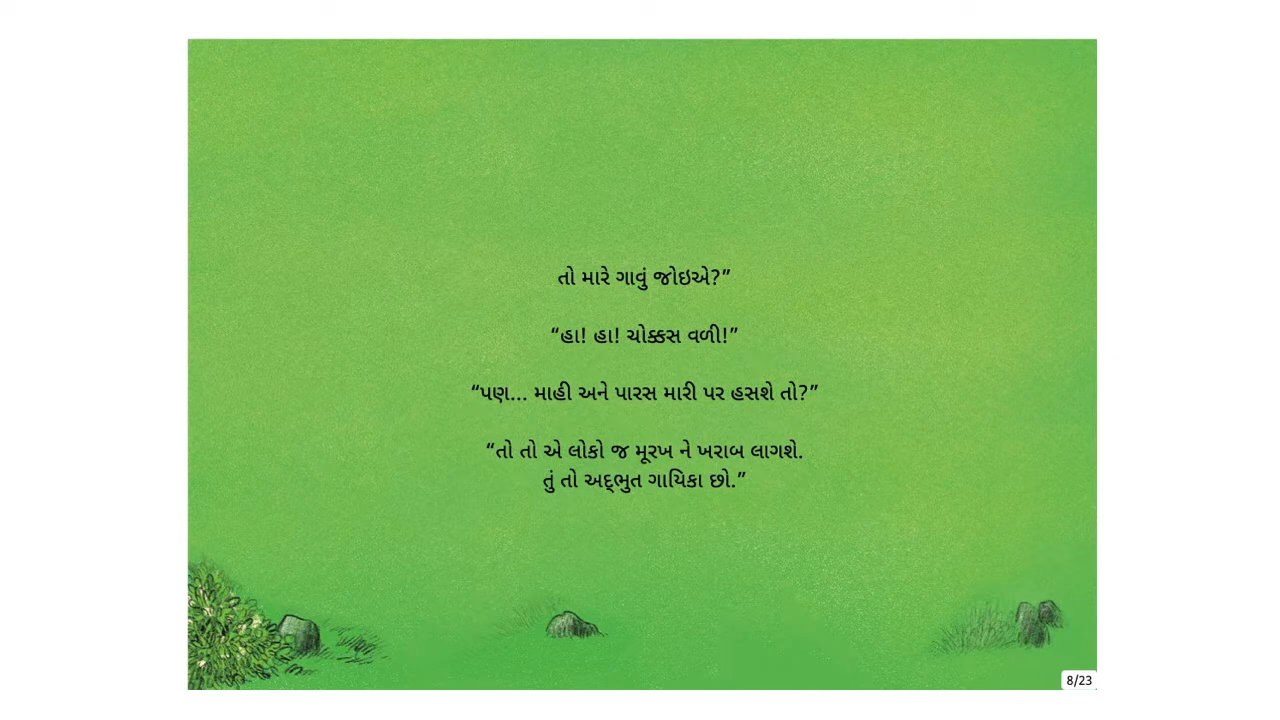 તો મારે ગાવું જોઇએ?”
“હા! હા! ચોક્કસ વળી!”
“પણ... માહી અને પારસ મારી પર હસશે તો?”
“તો તો એ લોકો જ મૂરખ ને ખરાબ લાગશે.
તું તો અદ્‌ભુત ગાયિકા છો.”
8/23